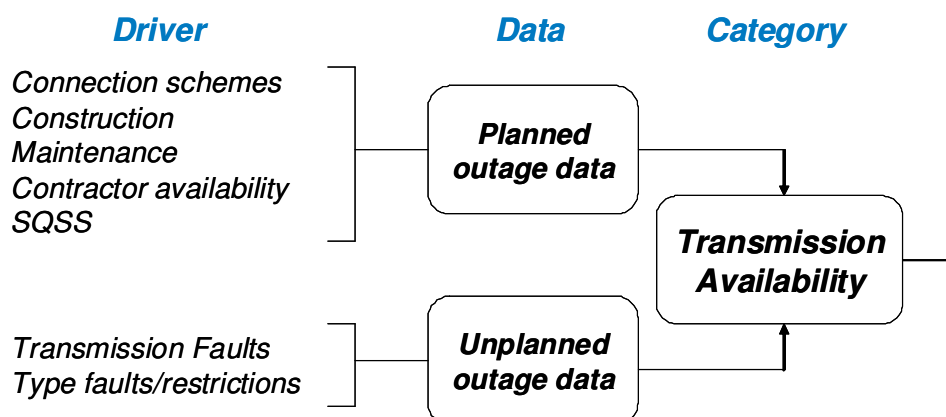 Driver
Data
Category
Connection schemes
Construction
Maintenance
Contractor availability
SQSS
Planned
outage data
Transmission
Availability
Transmission Faults
Type faults/restrictions
Unplanned
outage data